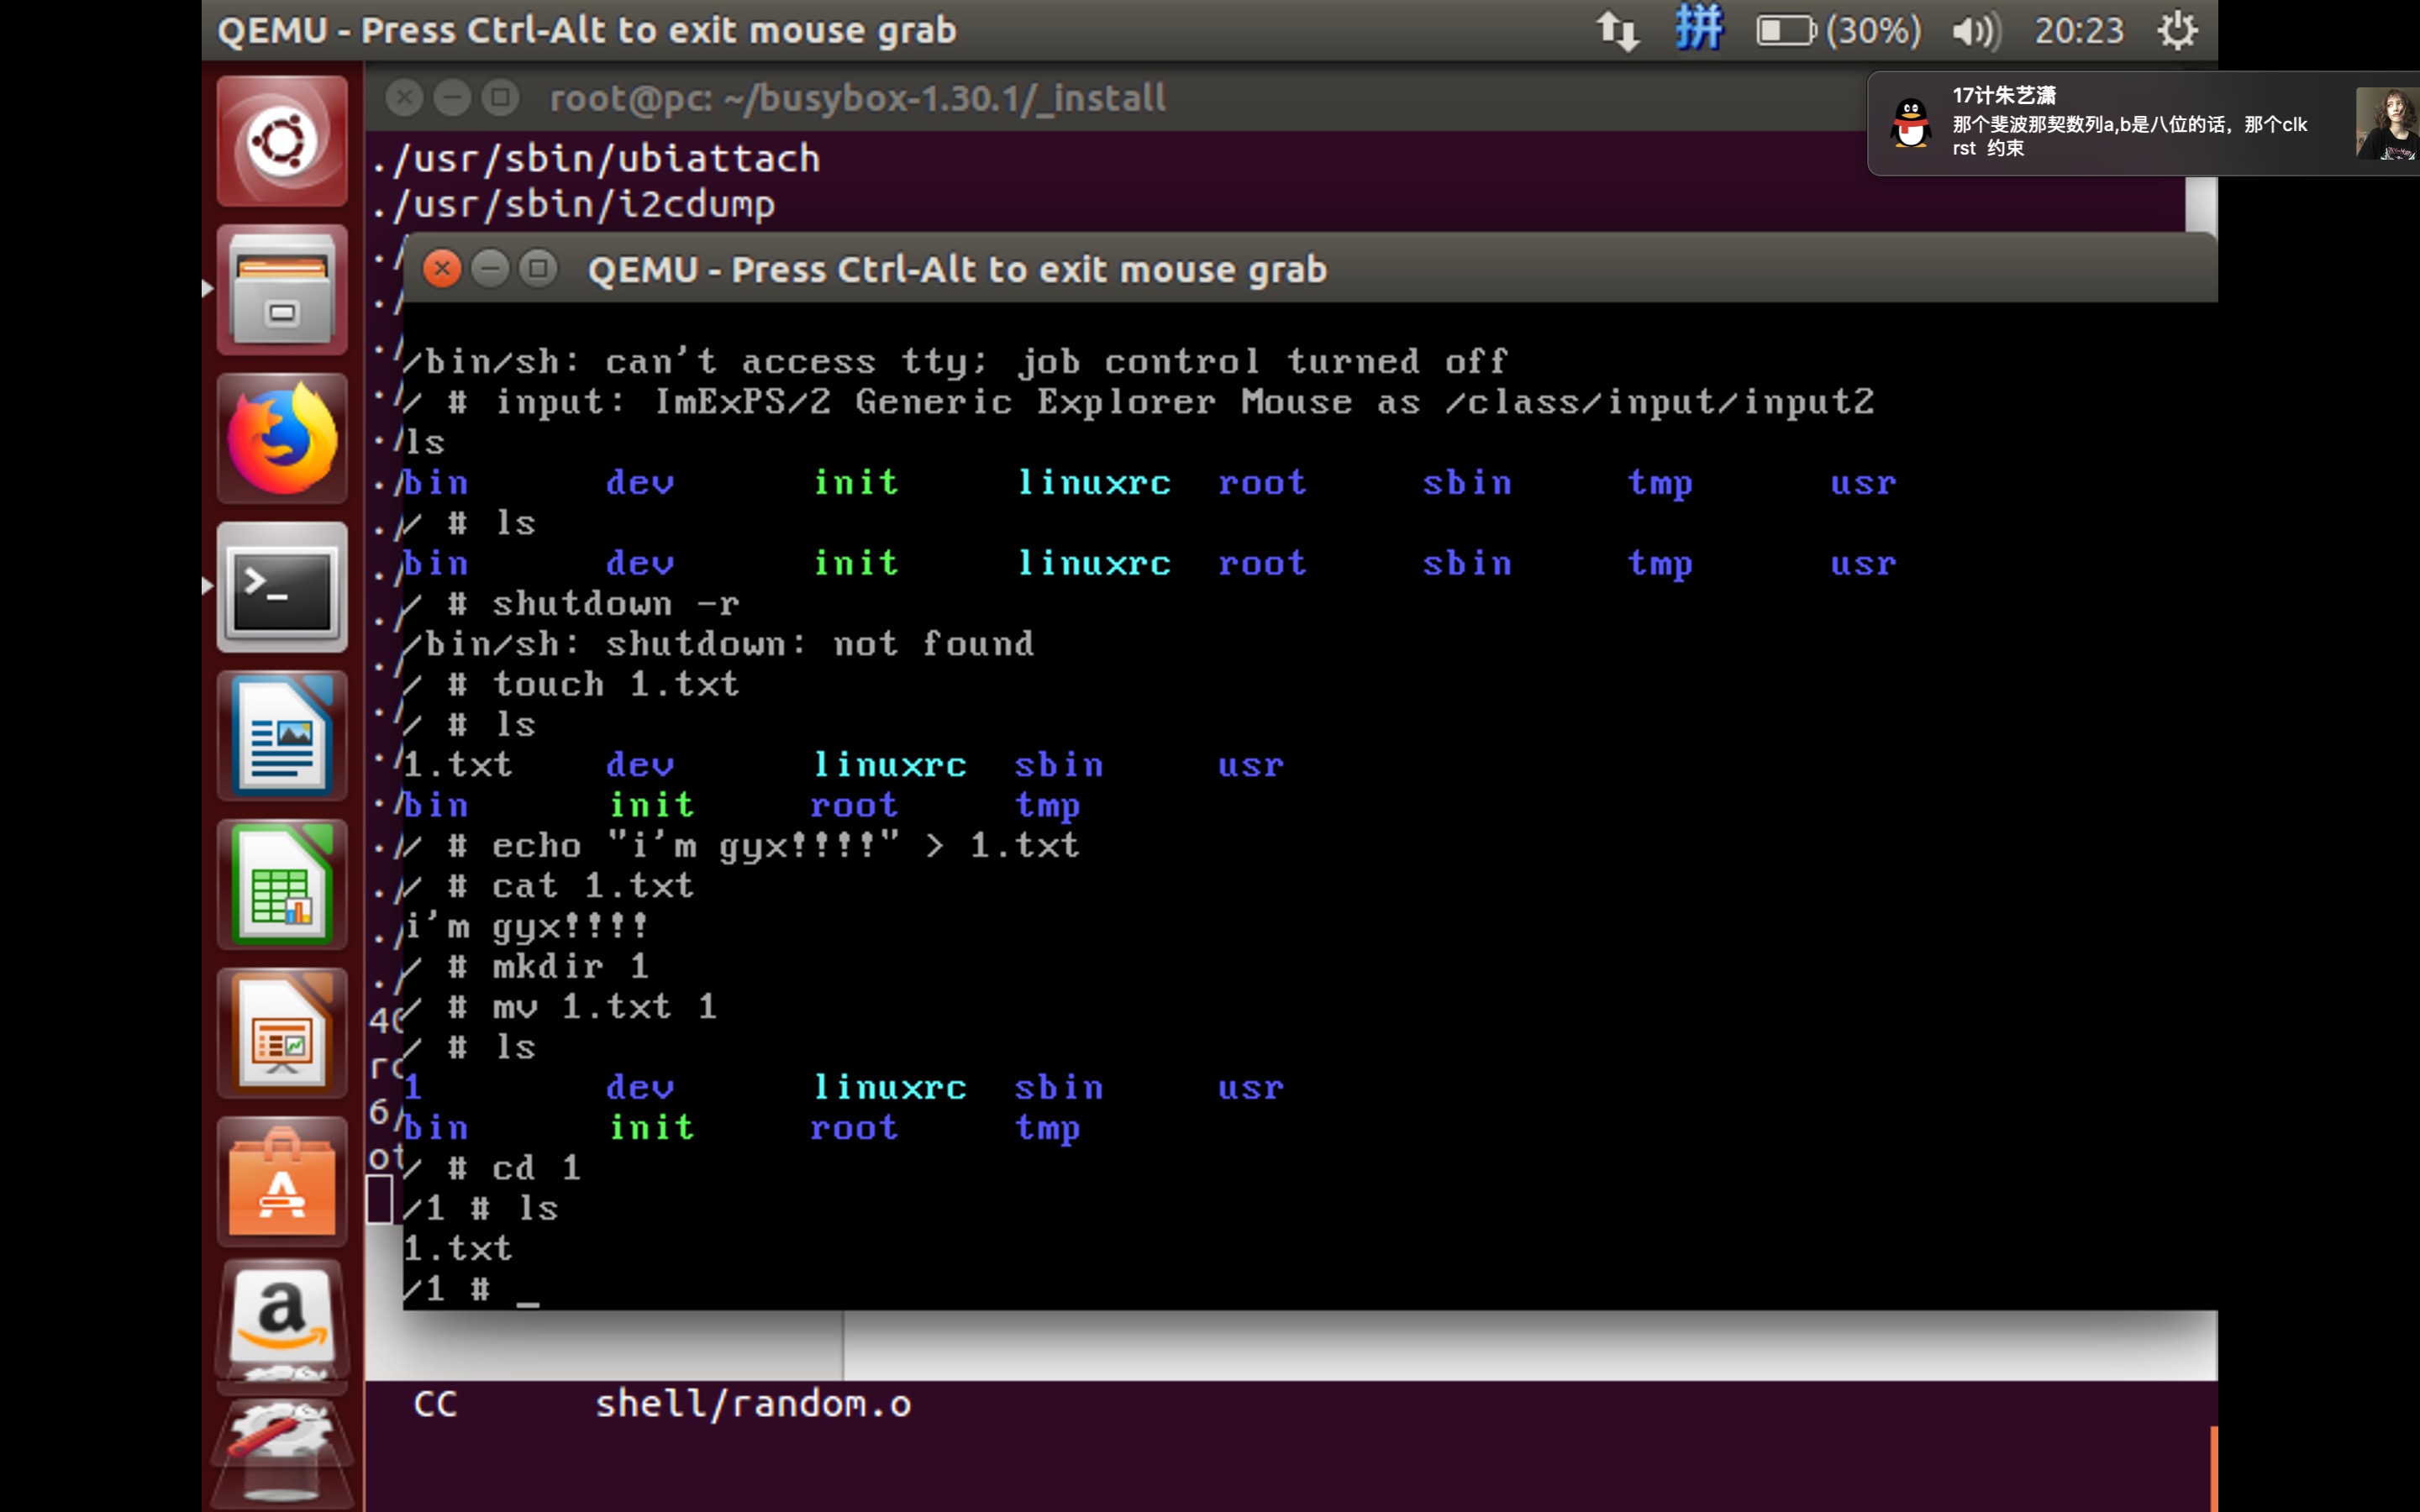 QEMU - Press Ctrl-Alt to exit mouse grab
拼 (30%) 20:23
root@pc: ~/busybox-1.30.1/_install
17计朱艺潇
那个斐波那契数列a,b是八位的话，那个clk
rst 约束
./usr/sbin/ubiattach
./usr/sbin/i2cdump
QEMU - Press Ctrl-Alt to exit mouse grab
/bin/sh: can't access tty; job control turned off
/ # input: ImExPS/2 Generic Explorer Mouse as /class/input/input2
ls
bin dev init linuxrc root sbin tmp usr
/ # ls
bin dev init linuxrc root sbin tmp usr
/ # shutdown -r
/bin/sh: shutdown: not found
/ # touch 1.txt
/ # ls
1.txt dev linuxrc sbin usr
bin init root tmp
/ # echo "i'm gyx!!!!" > 1.txt
/ # cat 1.txt
i'm gyx!!!!
/ # mkdir 1
/ # mv 1.txt 1
/ # ls
1 dev linuxrc sbin usr
bin init root tmp
/ # cd 1
/1 # ls
1.txt
/1 # _
CC shell/random.o